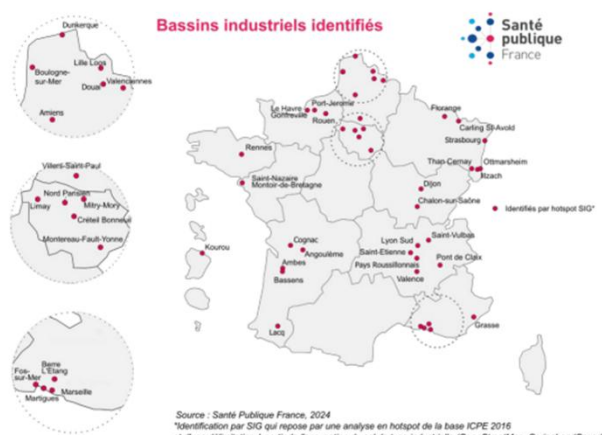 Bassins industriels identifiés
Santé
publique
France
Dunkerque
Lille Loos
Boulogne-
sur-Mer
Douai
Valenciennes
Amiens
Villers-Saint-Paul
Nord Parisien
Limay
Mitry-Mory
Créteil Bonneuil
Montereau-Fault-Yonne
Kourou
Fos-
sur-Mer
Berre
L'Etang
Martigues
Marseille
Le Havre
Gonfreville
Port-Jerome
Rouen
Rennes
Saint-Nazaire
Montoir-de-Bretagne
Florange
Carling St-Avold
Strasbourg
Than Cernay
Ottmarsheim
Illzach
Dijon
Chalon-sur-Saône
Identifiés par hotspot SIG*
Cognac
Angoulème
Ambes
Bassens
Lacq
Lyon Sud
Saint-Vulbas
Saint-Etienne
Pont de Claix
Pays Roussillonnais
Valence
Grasse
Source : Santé Publique France, 2024
*Identification par SIG qui repose par une analyse en hotspot de la base ICPE 2016